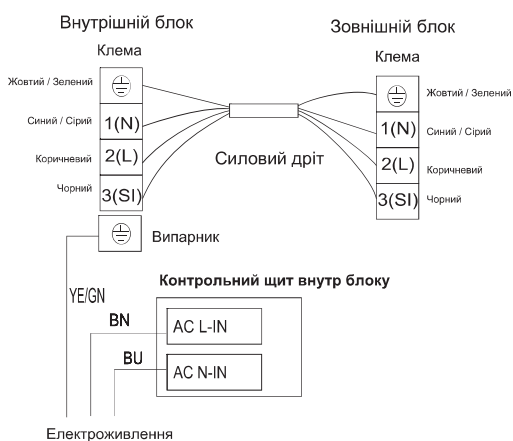 Внутрішній блок
Зовнішній блок
Клема
Клема
Жовтий / Зелений
Жовтий / Зелений
Синий / Сірий
1(N)
1(N)
Синий / Сірий
Коричневий
2(L)
Силовий дріт
2(L)
Коричневий
Чорний
3(SI)
3(SI)
Чорний
Випарник
YE/GN
Контрольний щит внутр блоку
BN
AC L-IN
BU
AC N-IN
Електроживлення